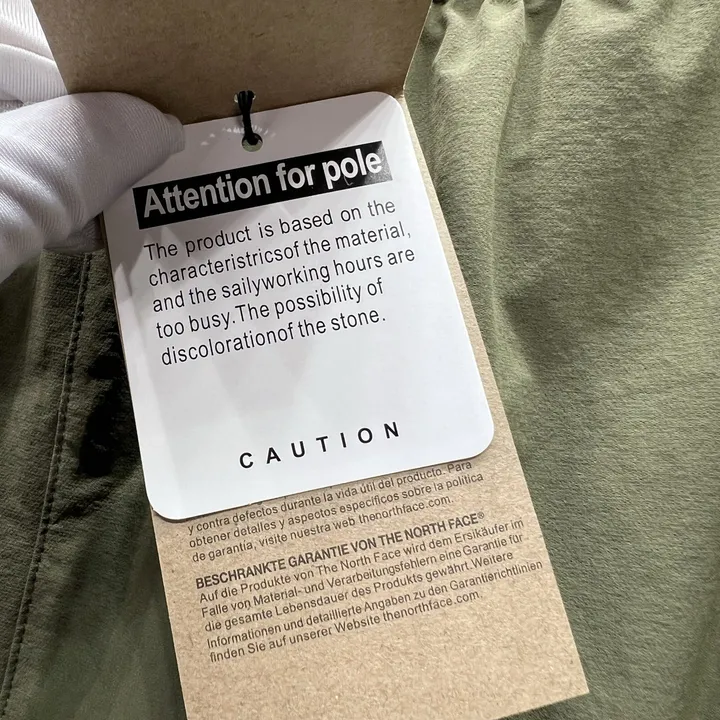 Attention for pole
The product is based on the
characteristricsof the material,
and the sailyworking hours are
too busy.The possibility of
discolorationof the stone.
CAUTION
y contra defectos durante la vida útil del producto. Para
obtener detalles y aspectos específicos sobre la política
de garantía, visite nuestra web thenorthface.com.
BESCHRANKTE GARANTIE VON THE NORTH FACE®
Auf die Produkte von The North Face wird dem Ersikäufer im
Falle von Material- und Verarbeitungsfehlern eine Garantie für
die gesamte Lebensdauer des Produkts gewährt. Weitere
Informationen und detaillierte Angaben zu den Garantierichtlinien
finden Sie auf unserer Website thenorthface.com.